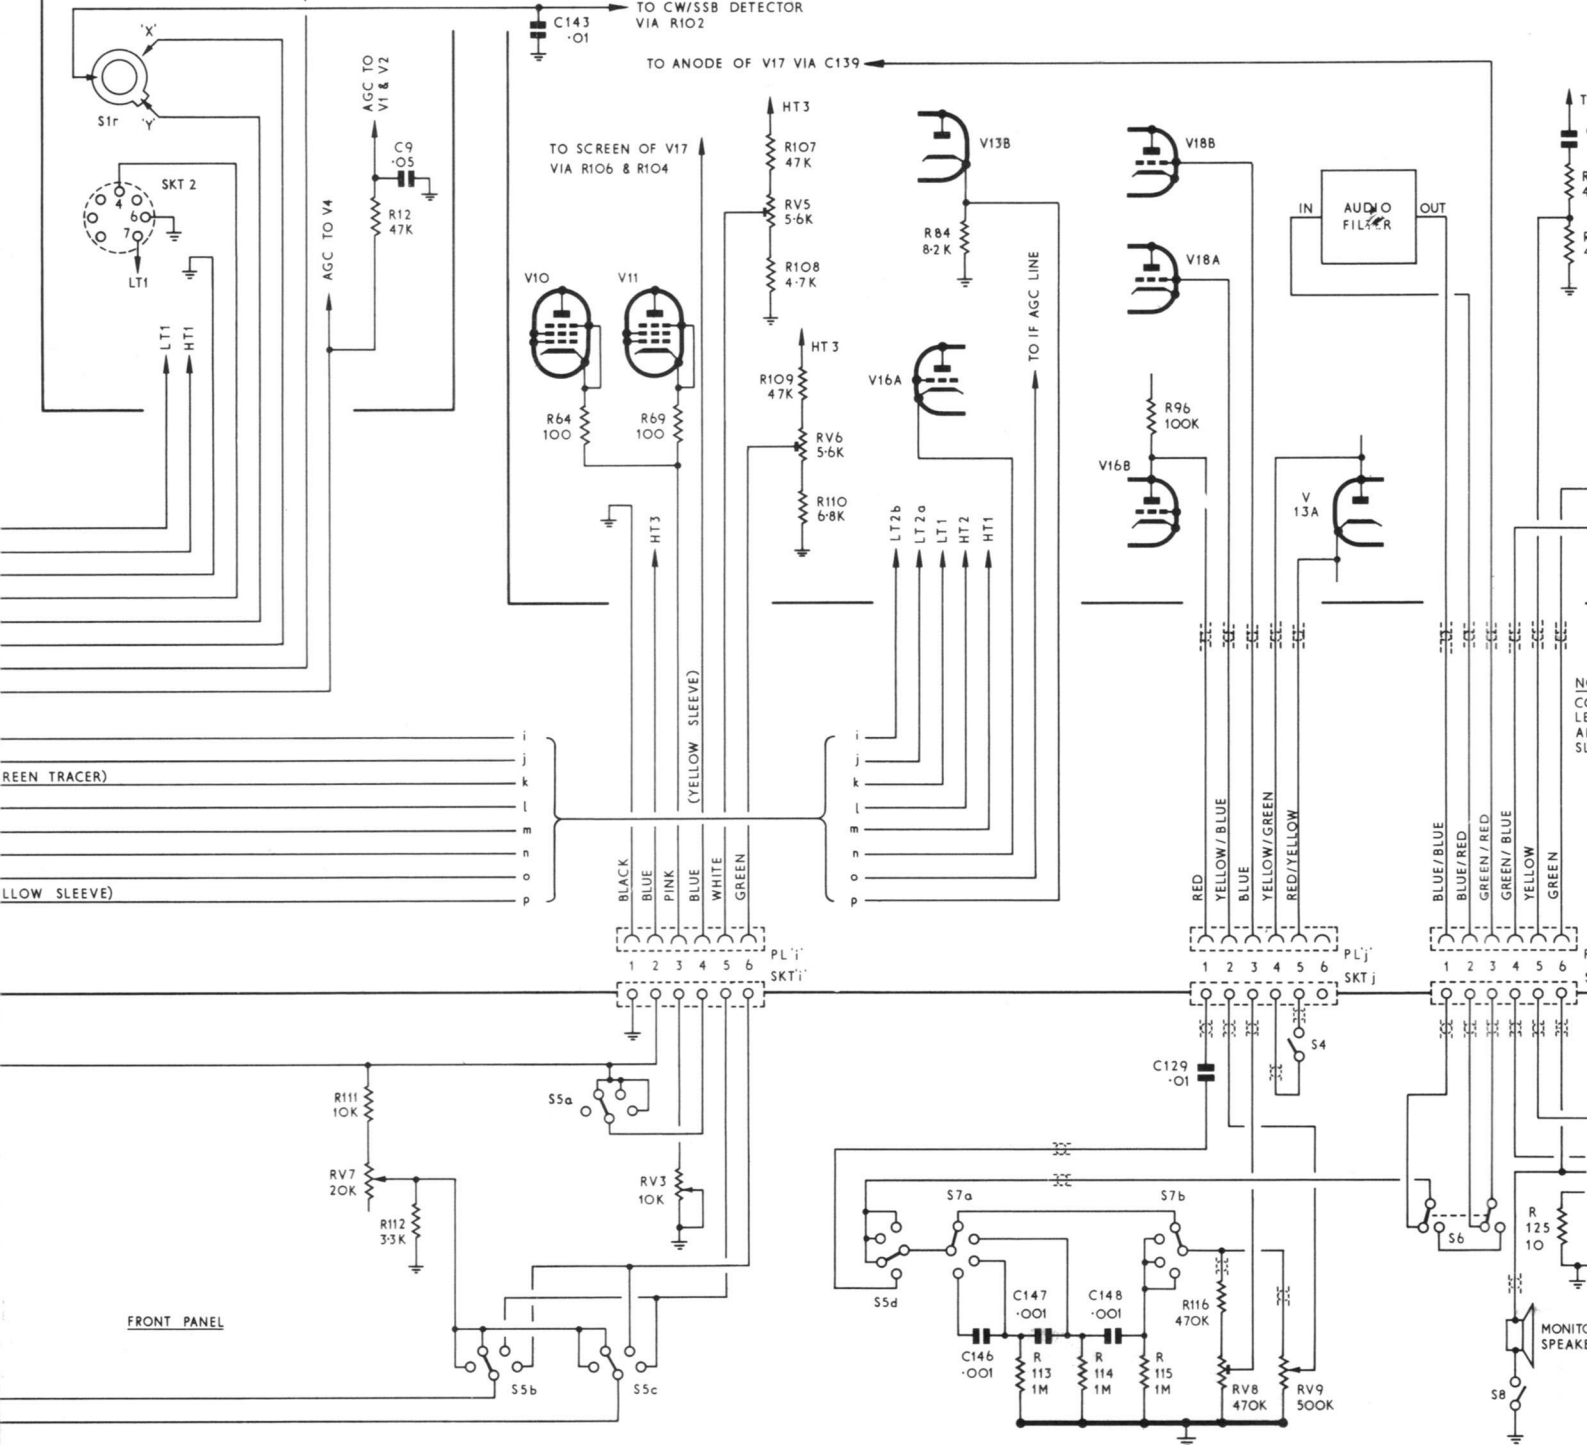 TO CW/SSB DETECTOR
VIA R102
C143
·01
'X'
S1r
'Y'
AGC TO
V1 & V2
C9
·05
R12
47K
SKT 2
4
6
7
LT1
AGC TO V4
LT1
HT1
TO ANODE OF V17 VIA C139
TO SCREEN OF V17
VIA R106 & R104
HT3
R107
47K
RV5
5·6K
R108
4·7K
V10
V11
R64
100
R69
100
HT3
R109
47K
RV6
5·6K
R110
6·8K
HT3
V13B
R84
8·2K
V16A
TO IF AGC LINE
LT2b
LT2a
LT1
HT2
HT1
V18B
V18A
R96
100K
V16B
V
13A
IN
AUDIO
FILTER
OUT
(YELLOW SLEEVE)
REEN TRACER)
LLOW SLEEVE)
i
j
k
l
m
n
o
p
i
j
k
l
m
n
o
p
BLACK
BLUE
PINK
BLUE
WHITE
GREEN
RED
YELLOW/BLUE
BLUE
YELLOW/GREEN
RED/YELLOW
BLUE/BLUE
BLUE/RED
GREEN/RED
GREEN/BLUE
YELLOW
GREEN
1 2 3 4 5 6
PL'i'
SKT'i'
1 2 3 4 5 6
PL'j'
SKT j
1 2 3 4 5 6
S4
C129
·01
R111
10K
RV7
20K
R112
3·3K
S5a
RV3
10K
FRONT PANEL
S5b
S5c
S5d
S7a
S7b
C147
·001
C148
·001
C146
·001
R
113
1M
R
114
1M
R
115
1M
R116
470K
RV8
470K
RV9
500K
S6
R
125
10
MONITO
SPEAKE
S8